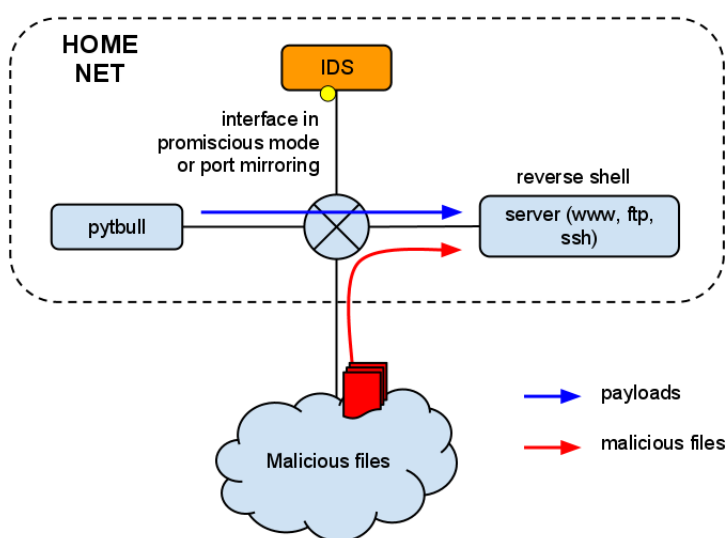 HOME
NET
IDS
interface in
promiscious mode
or port mirroring
reverse shell
pytbull
server (www, ftp,
ssh)
payloads
malicious files
Malicious files